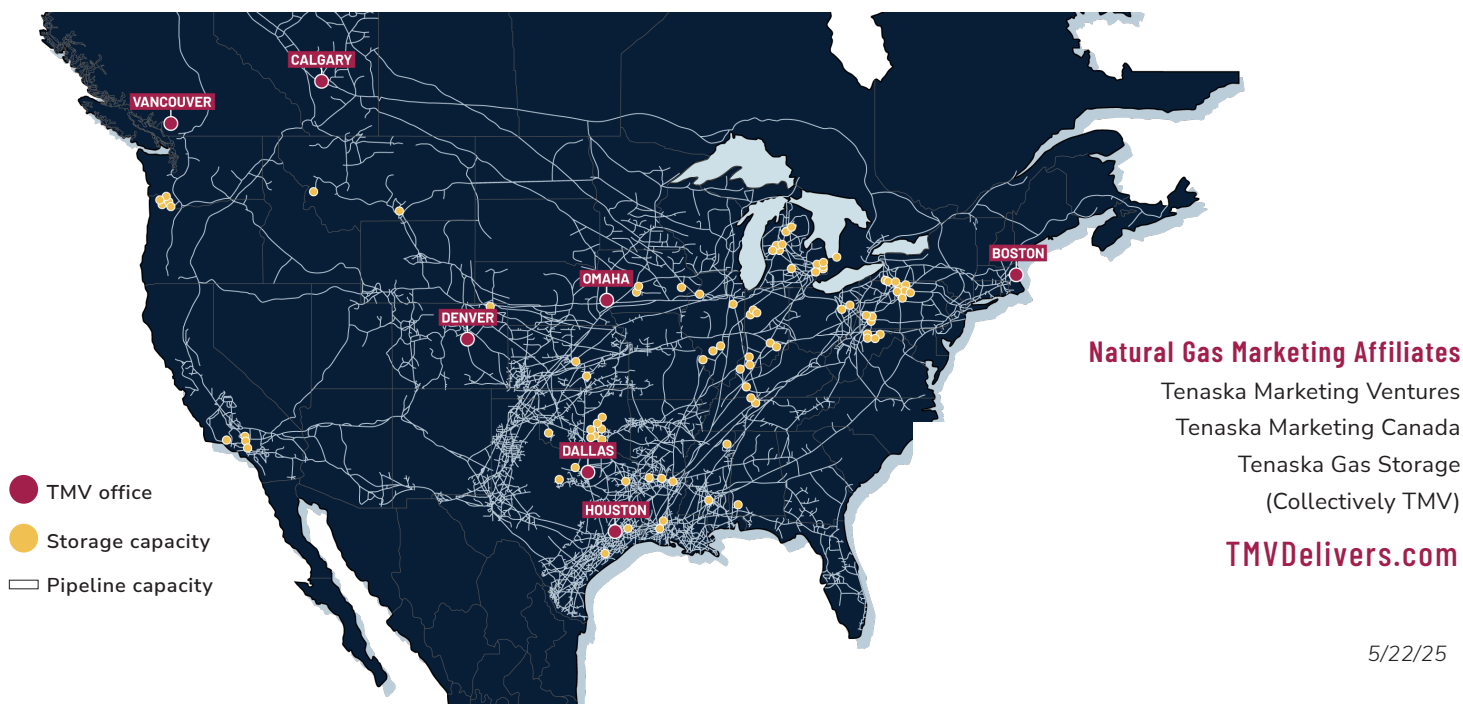 CALGARY
VANCOUVER
BOSTON
OMAHA
DENVER
DALLAS
HOUSTON
TMV office
Storage capacity
Pipeline capacity
Natural Gas Marketing Affiliates
Tenaska Marketing Ventures
Tenaska Marketing Canada
Tenaska Gas Storage
(Collectively TMV)
TMVDelivers.com
5/22/25